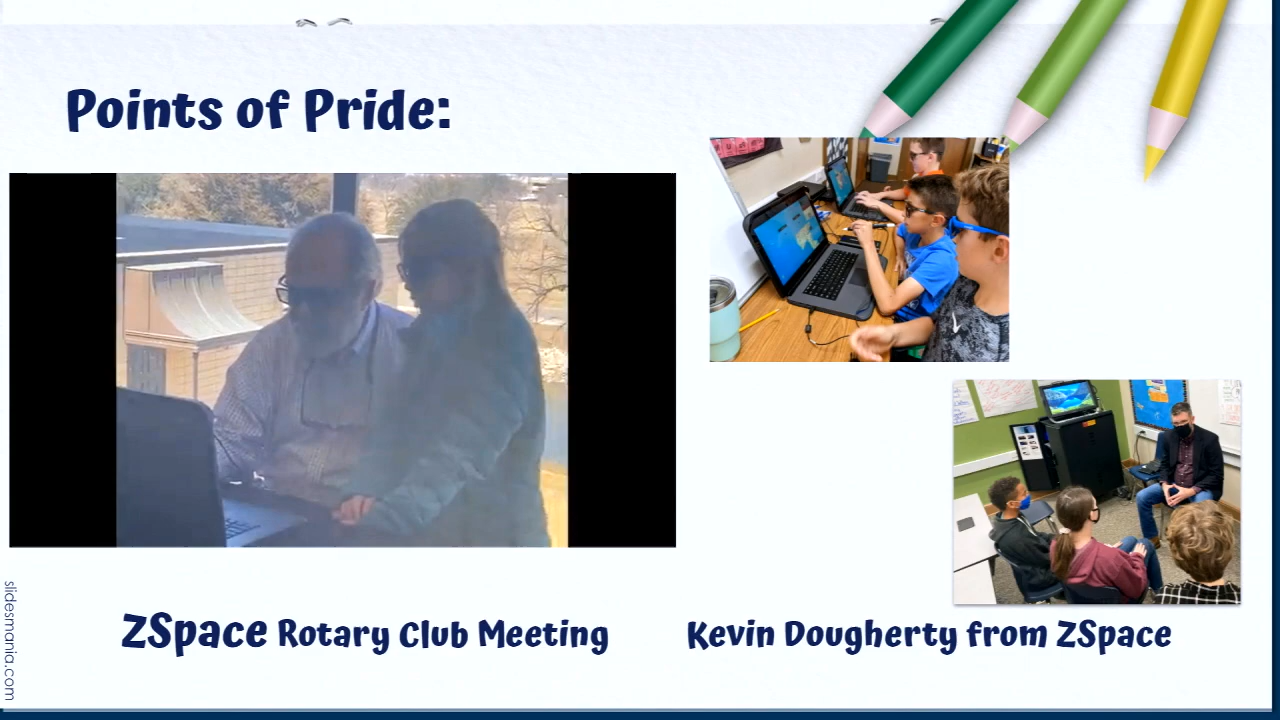 Points of Pride:
ZSpace Rotary Club Meeting
Kevin Dougherty from ZSpace
slidesmania.com